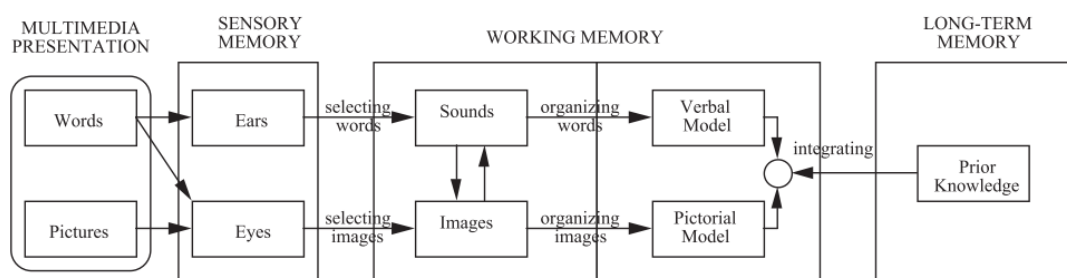 MULTIMEDIA
PRESENTATION
SENSORY
MEMORY
WORKING MEMORY
LONG-TERM
MEMORY
Words
Ears
selecting
words
Sounds
organizing
words
Verbal
Model
integrating
Prior
Knowledge
Pictures
Eyes
selecting
images
Images
organizing
images
Pictorial
Model